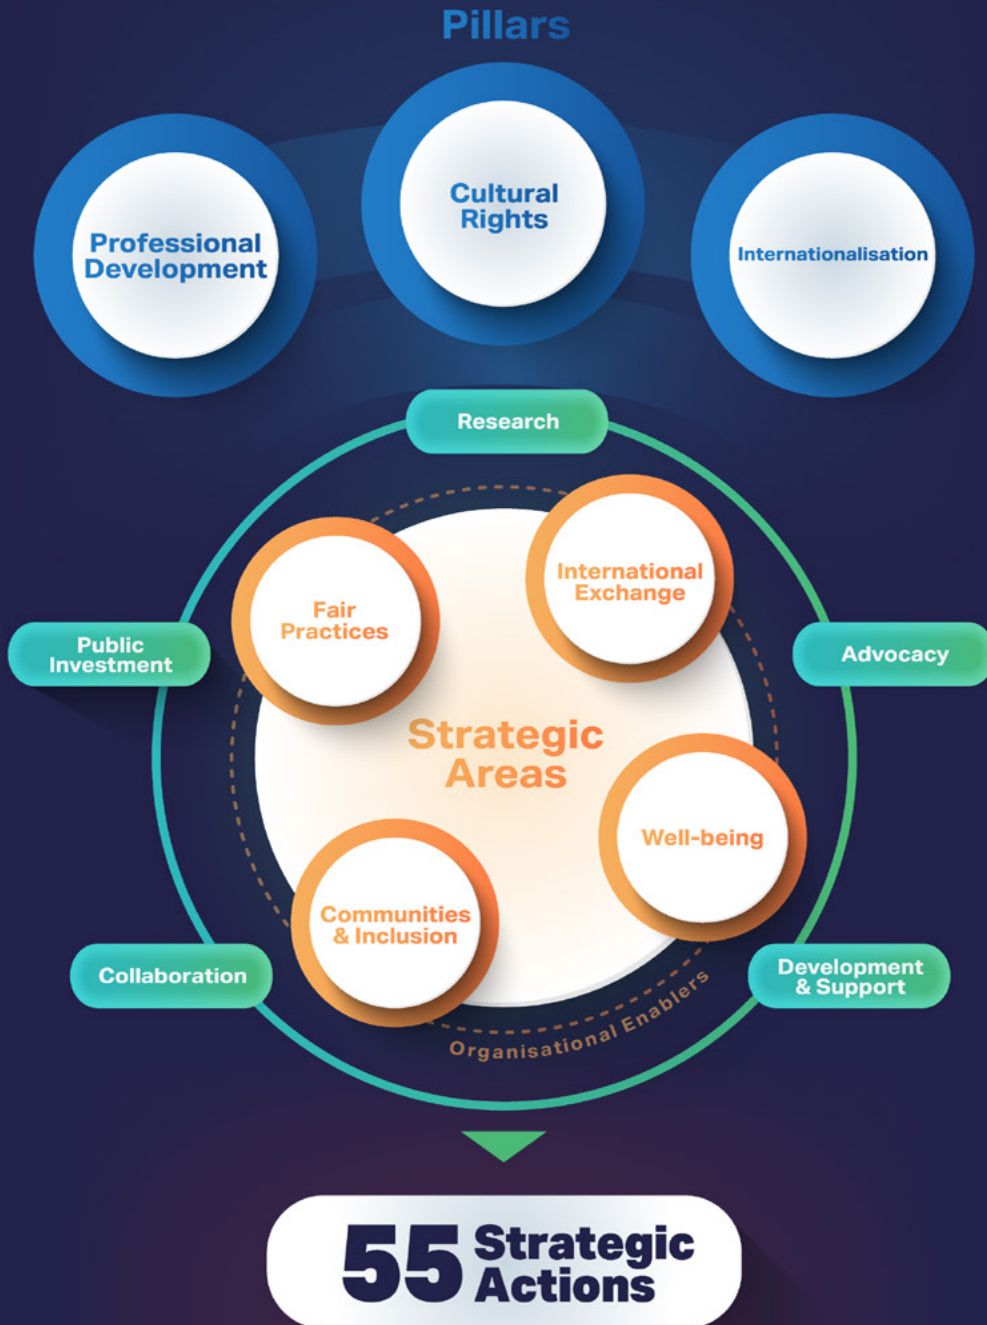 Pillars
Professional
Development
Cultural
Rights
Internationalisation
Research
Fair
Practices
International
Exchange
Public
Investment
Advocacy
Strategic
Areas
Well-being
Communities
& Inclusion
Collaboration
Development
& Support
Organisational Enablers
55 Strategic
Actions